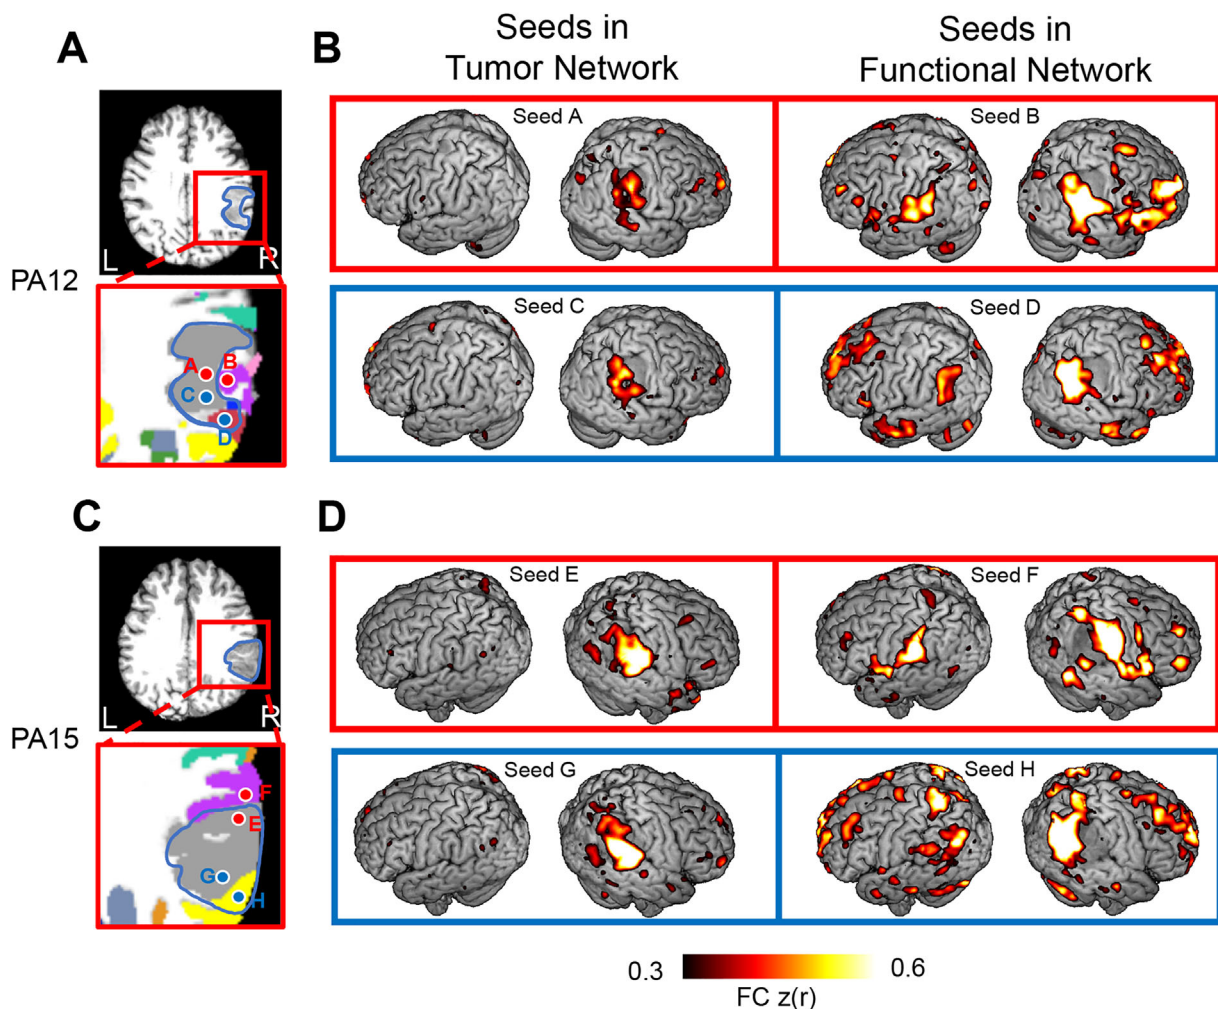 A
B
Seeds in
Tumor Network
Seeds in
Functional Network
Seed A
Seed B
L
R
PA12
Seed C
Seed D
A
B
C
D
C
D
Seed E
Seed F
L
R
PA15
Seed G
Seed H
F
E
G
H
0.3
0.6
FC z(r)